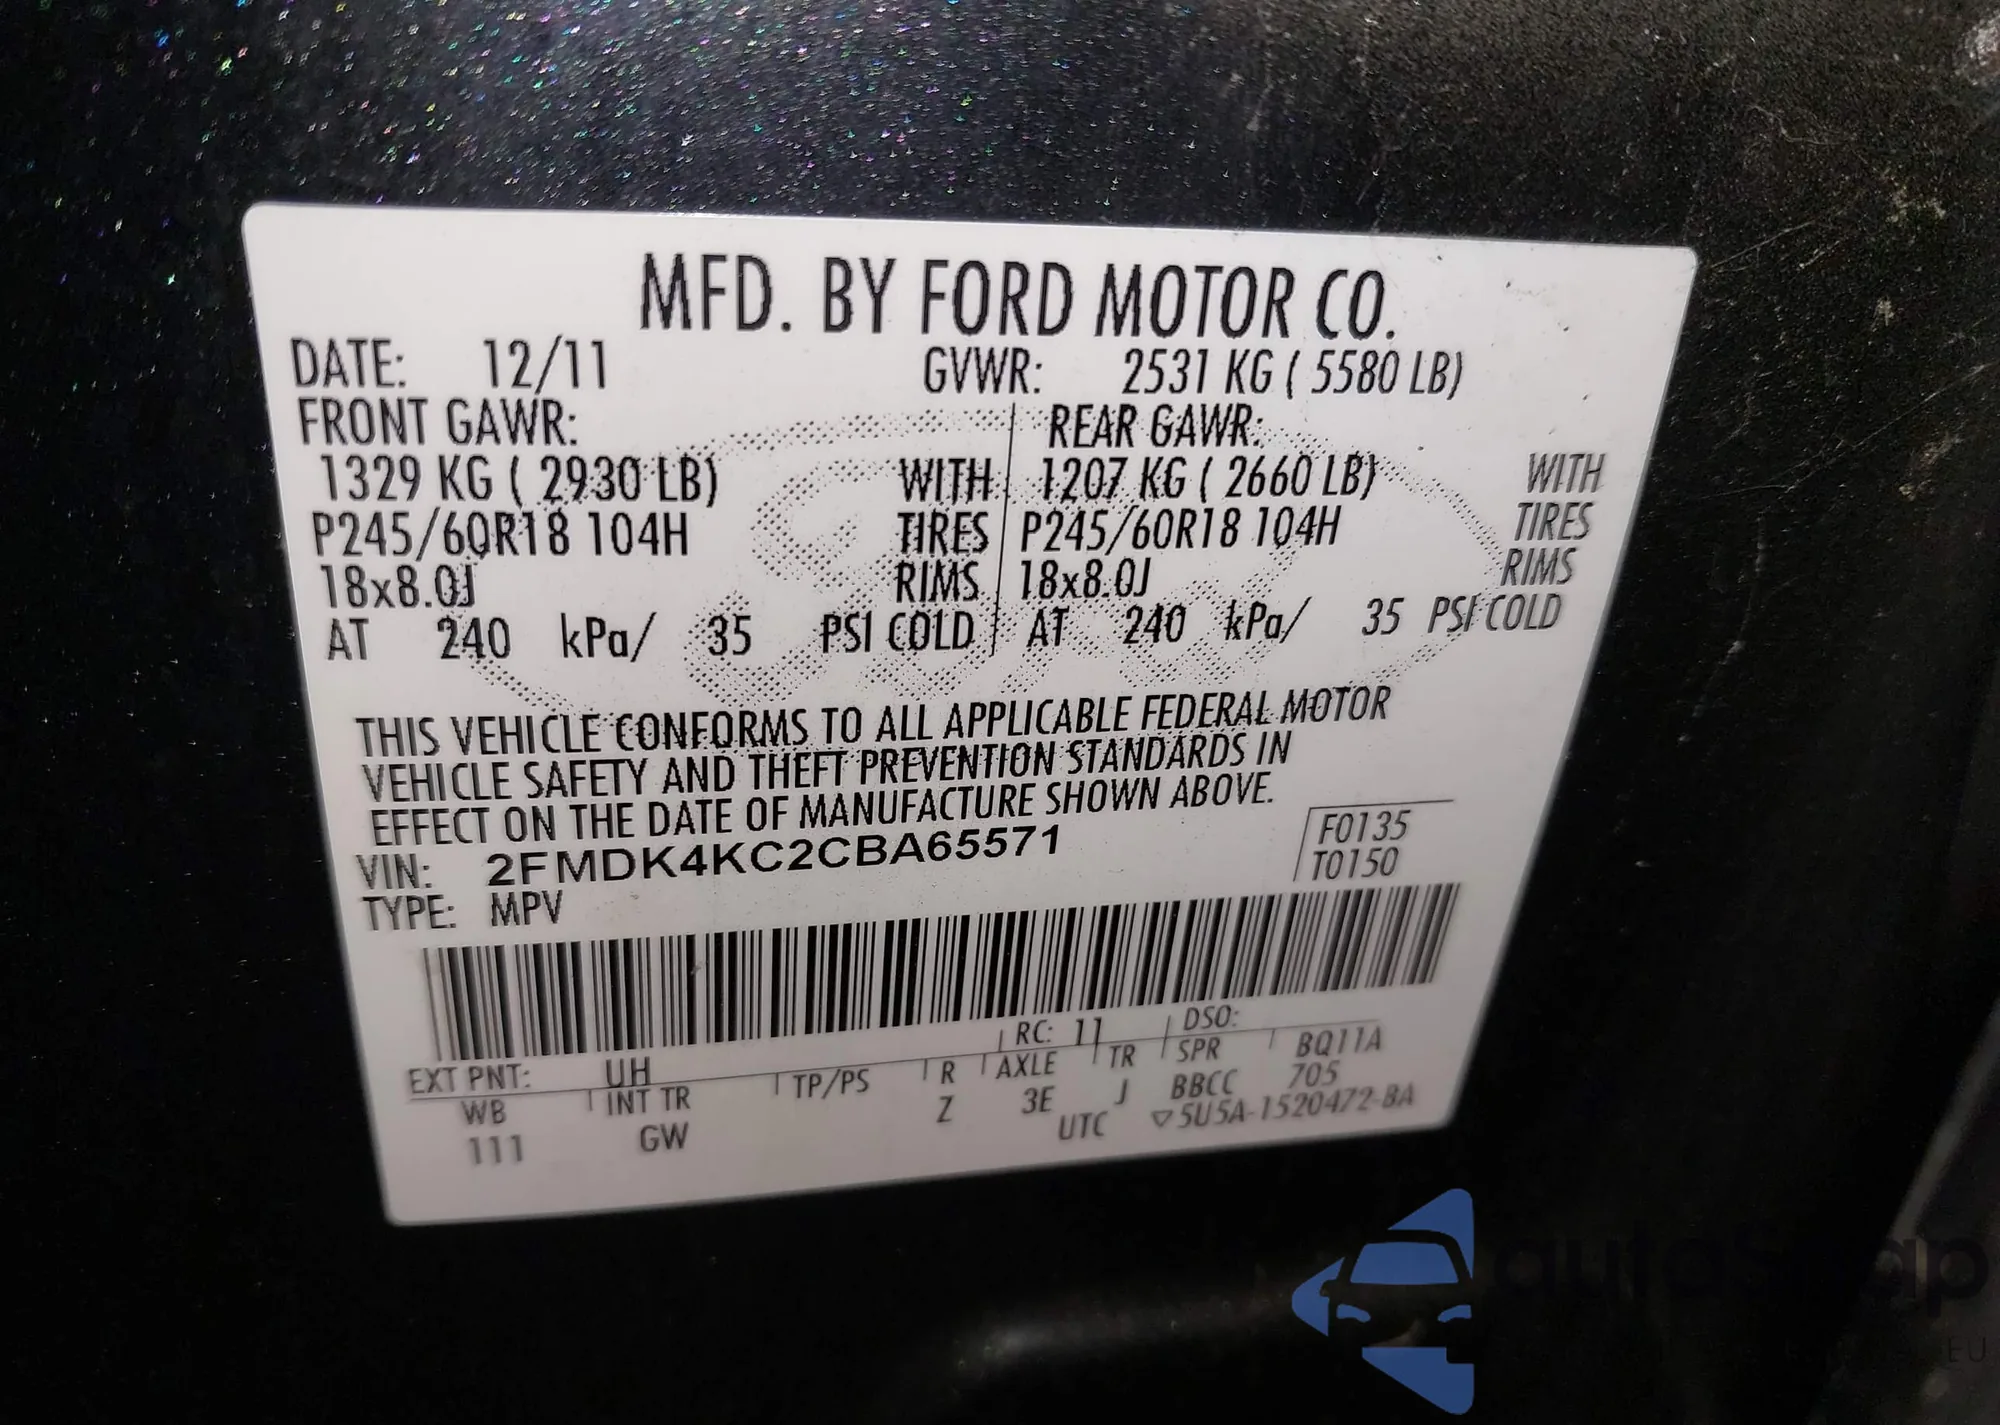 MFD. BY FORD MOTOR CO.
DATE: 12/11 GVWR: 2531 KG ( 5580 LB)
FRONT GAWR: REAR GAWR:
1329 KG ( 2930 LB) WITH 1207 KG ( 2660 LB) WITH
P245/60R18 104H TIRES P245/60R18 104H TIRES
18x8.0J RIMS 18x8.0J RIMS
AT 240 kPa/ 35 PSI COLD AT 240 kPa/ 35 PSI COLD
THIS VEHICLE CONFORMS TO ALL APPLICABLE FEDERAL MOTOR
VEHICLE SAFETY AND THEFT PREVENTION STANDARDS IN
EFFECT ON THE DATE OF MANUFACTURE SHOWN ABOVE.
VIN: 2FMDK4KC2CBA65571 F0135
TYPE: MPV T0150
EXT PNT: UH RC: 11 DSO:
WB INT TR TP/PS R AXLE TR SPR BQ11A
111 GW Z 3E J BBCC 705
UTC ▽5U5A-1520472-BA